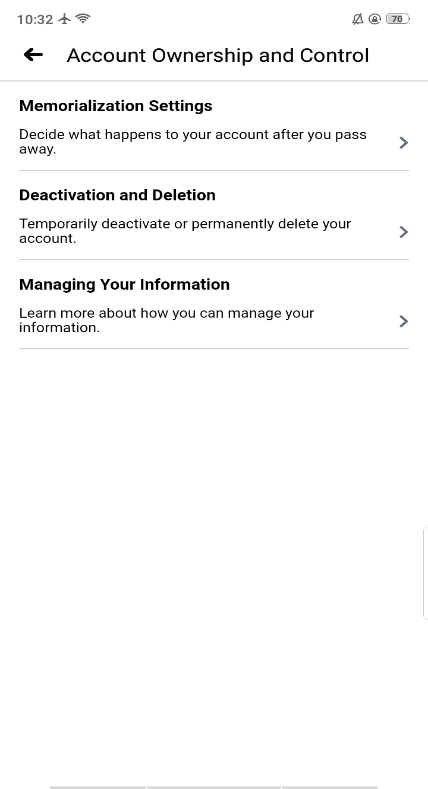 10:32
70
Account Ownership and Control
Memorialization Settings
Decide what happens to your account after you pass
away.
Deactivation and Deletion
Temporarily deactivate or permanently delete your
account.
Managing Your Information
Learn more about how you can manage your
information.